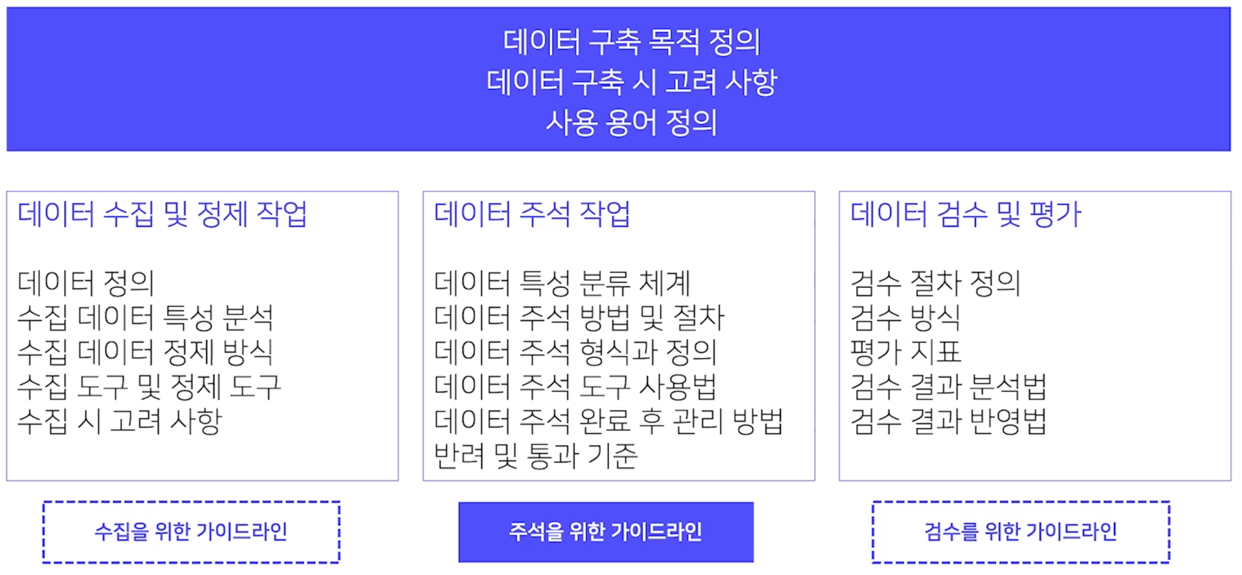 데이터 구축 목적 정의
데이터 구축 시 고려 사항
사용 용어 정의
데이터 수집 및 정제 작업
데이터 정의
수집 데이터 특성 분석
수집 데이터 정제 방식
수집 도구 및 정제 도구
수집 시 고려 사항
수집을 위한 가이드라인
데이터 주석 작업
데이터 특성 분류 체계
데이터 주석 방법 및 절차
데이터 주석 형식과 정의
데이터 주석 도구 사용법
데이터 주석 완료 후 관리 방법
반려 및 통과 기준
주석을 위한 가이드라인
데이터 검수 및 평가
검수 절차 정의
검수 방식
평가 지표
검수 결과 분석법
검수 결과 반영법
검수를 위한 가이드라인